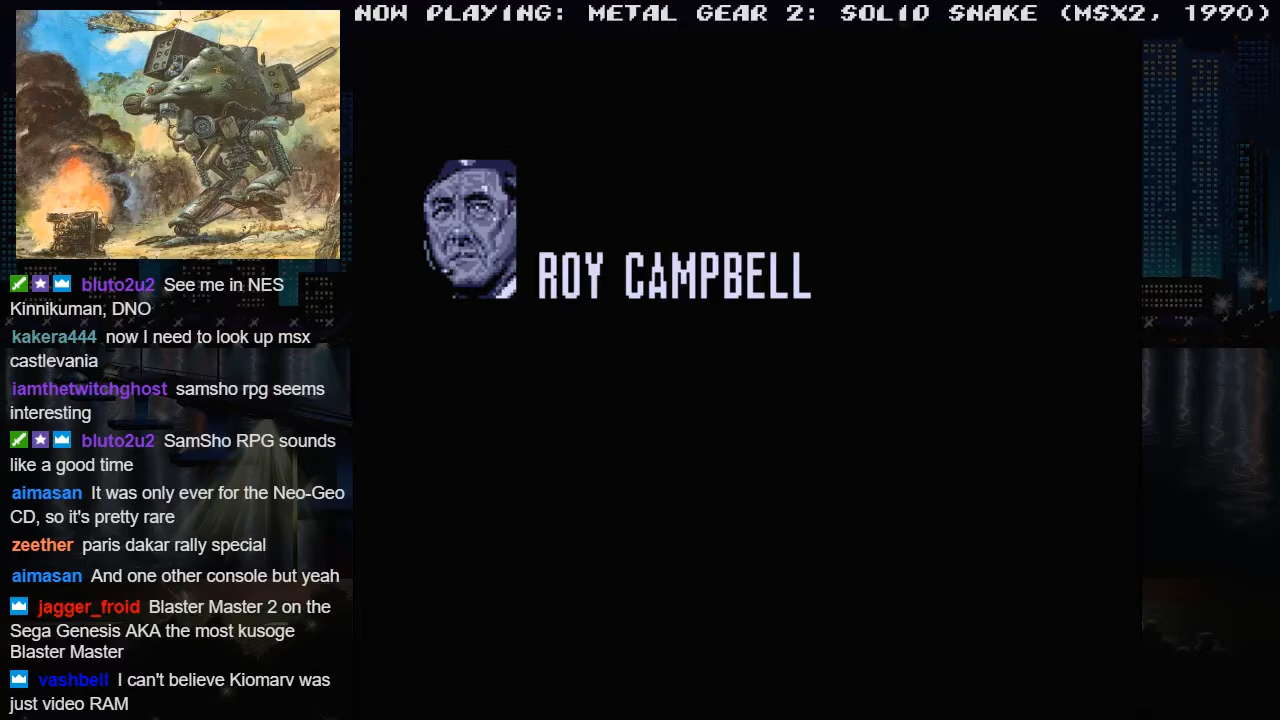 NOW PLAYING: METAL GEAR 2: SOLID SNAKE (MSX2, 1990)
ROY CAMPBELL
bluto2u2 See me in NES
Kinnikuman, DNO
kakera444 now I need to look up msx
castlevania
iamthetwitchghost samsho rpg seems
interesting
bluto2u2 SamSho RPG sounds
like a good time
aimasan It was only ever for the Neo-Geo
CD, so it's pretty rare
zeether paris dakar rally special
aimasan And one other console but yeah
jagger_froid Blaster Master 2 on the
Sega Genesis AKA the most kusoge
Blaster Master
vashbell I can't believe Kiomarv was
just video RAM